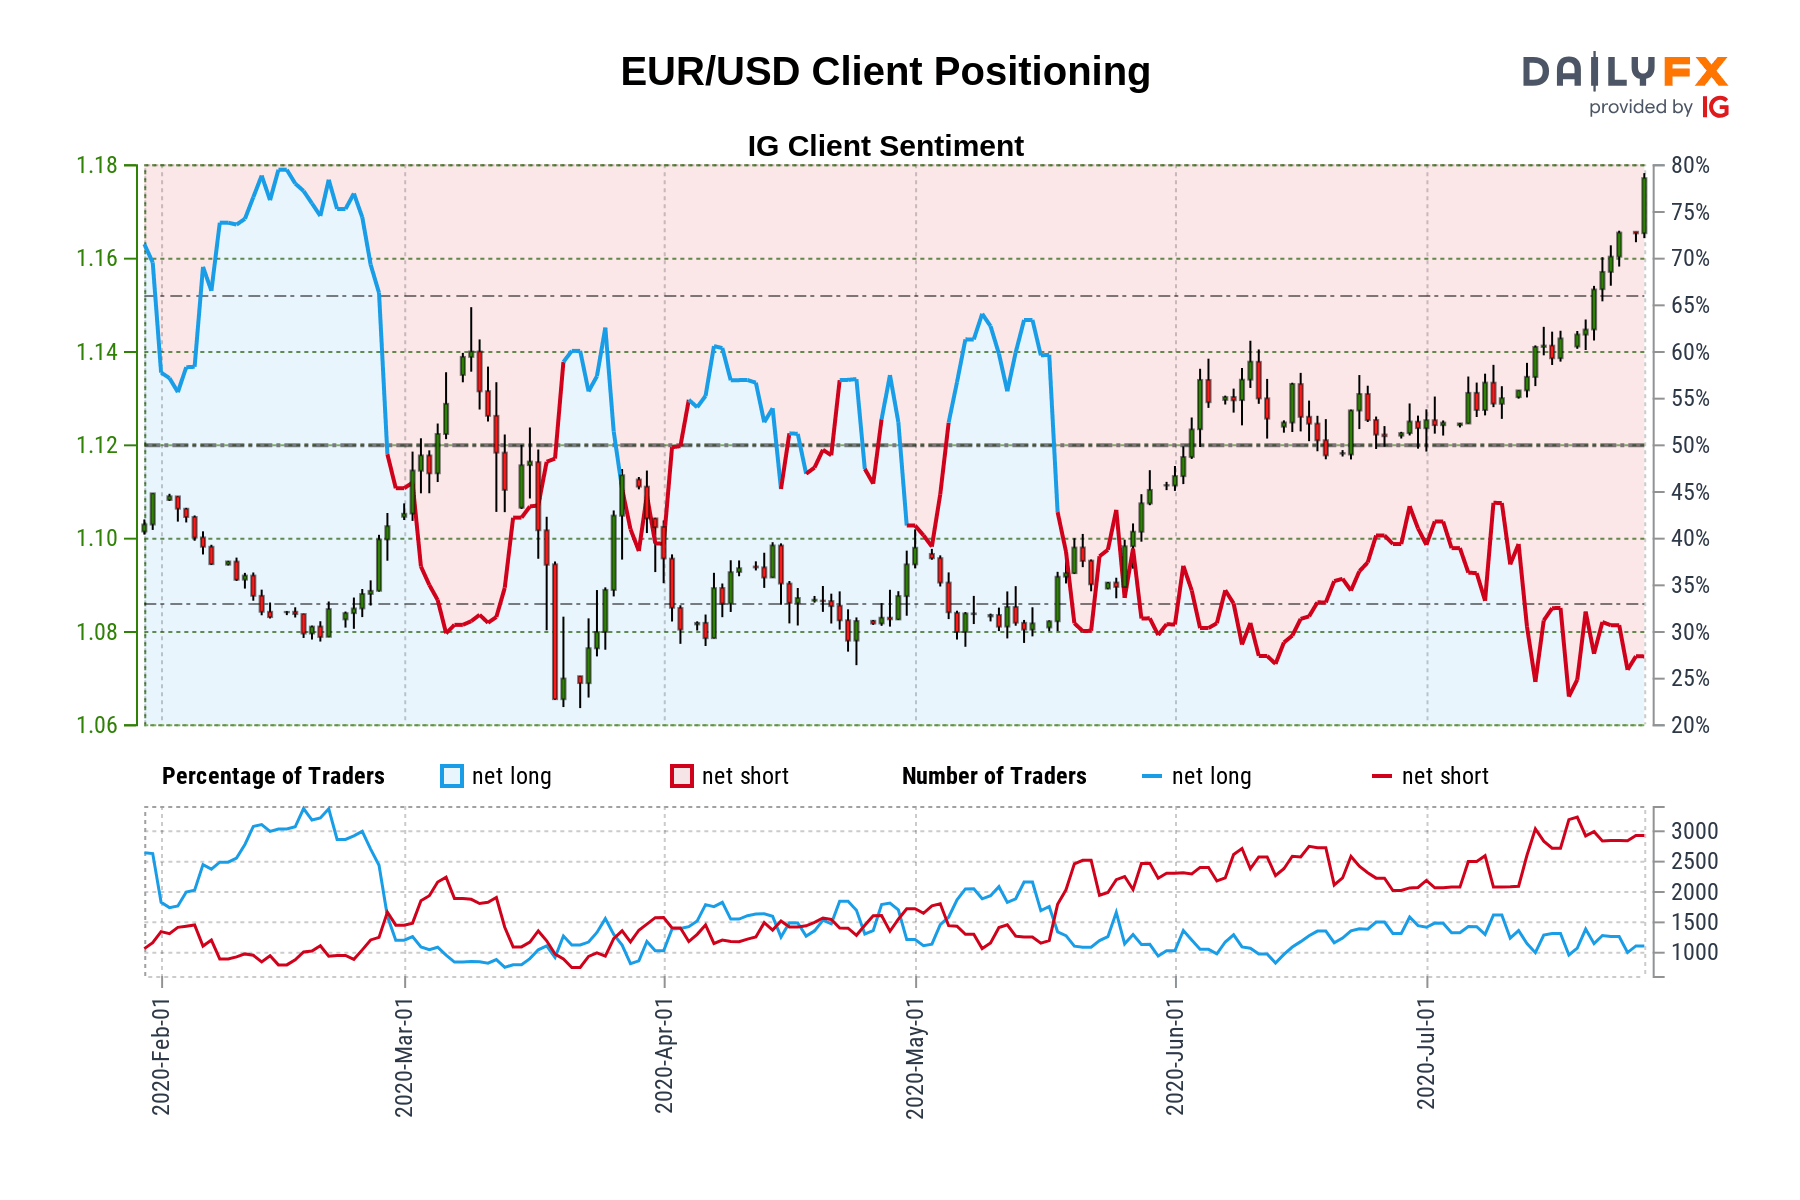 EUR/USD Client Positioning
DAILYFX
provided by IG
IG Client Sentiment
1.18
1.16
1.14
1.12
1.10
1.08
1.06
80%
75%
70%
65%
60%
55%
50%
45%
40%
35%
30%
25%
20%
Percentage of Traders net long net short Number of Traders net long net short
3000
2500
2000
1500
1000
2020-Feb-01
2020-Mar-01
2020-Apr-01
2020-May-01
2020-Jun-01
2020-Jul-01